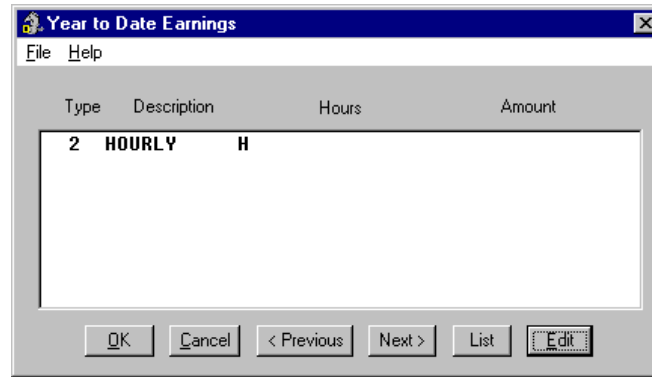 Year to Date Earnings
File Help
Type Description Hours Amount
2 HOURLY H
OK Cancel < Previous Next > List Edit